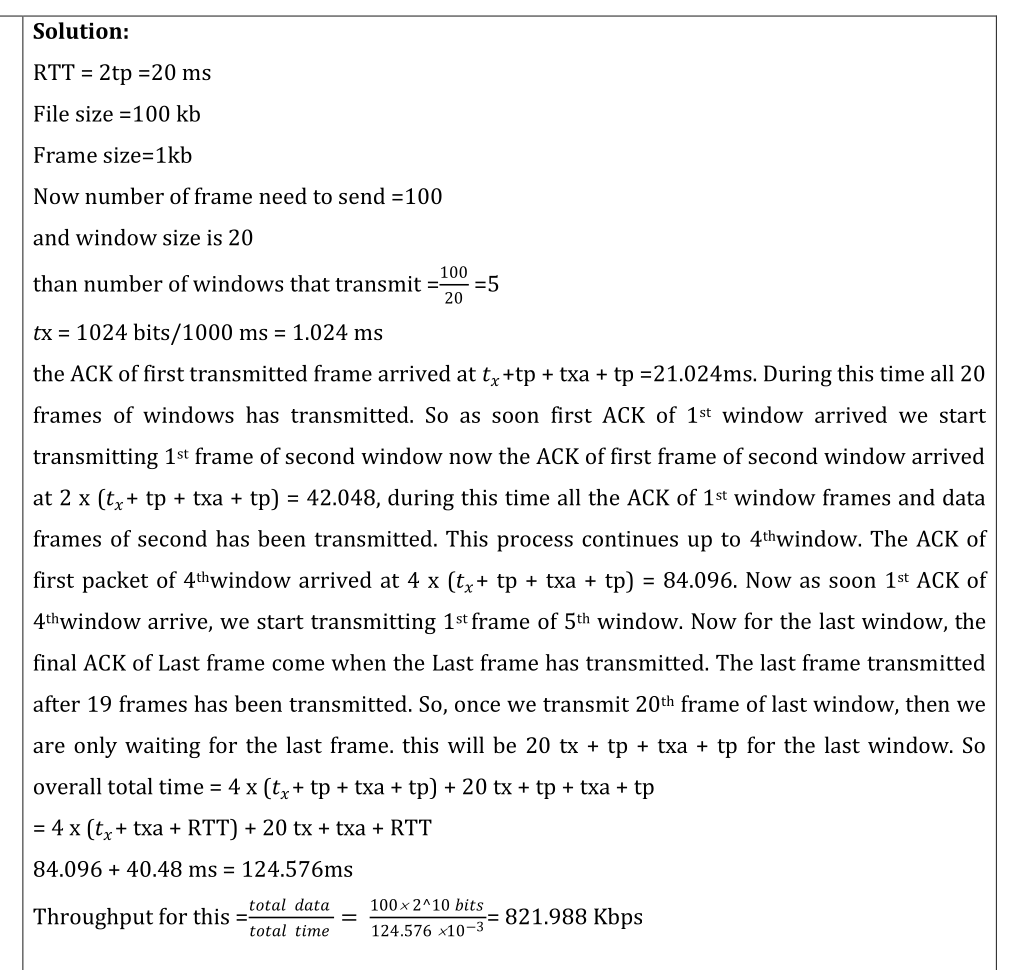 Solution:
RTT = 2tp =20 ms
File size =100 kb
Frame size=1kb
Now number of frame need to send =100
and window size is 20
than number of windows that transmit =100/20 =5
tx = 1024 bits/1000 ms = 1.024 ms
the ACK of first transmitted frame arrived at tₓ+tp + txa + tp =21.024ms. During this time all 20
frames of windows has transmitted. So as soon first ACK of 1st window arrived we start
transmitting 1st frame of second window now the ACK of first frame of second window arrived
at 2 x (tₓ+ tp + txa + tp) = 42.048, during this time all the ACK of 1st window frames and data
frames of second has been transmitted. This process continues up to 4thwindow. The ACK of
first packet of 4thwindow arrived at 4 x (tₓ+ tp + txa + tp) = 84.096. Now as soon 1st ACK of
4thwindow arrive, we start transmitting 1st frame of 5th window. Now for the last window, the
final ACK of Last frame come when the Last frame has transmitted. The last frame transmitted
after 19 frames has been transmitted. So, once we transmit 20th frame of last window, then we
are only waiting for the last frame. this will be 20 tx + tp + txa + tp for the last window. So
overall total time = 4 x (tₓ+ tp + txa + tp) + 20 tx + tp + txa + tp
= 4 x (tₓ+ txa + RTT) + 20 tx + txa + RTT
84.096 + 40.48 ms = 124.576ms
Throughput for this =total data/total time = 100×2^10 bits/124.576 ×10⁻³= 821.988 Kbps